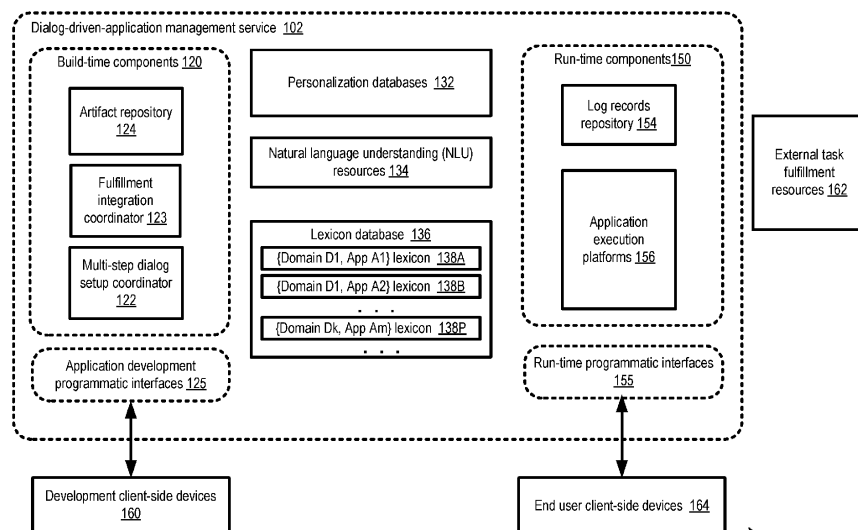 Dialog-driven-application management service 102
Build-time components 120
Artifact repository
124
Fulfillment
integration
coordinator 123
Multi-step dialog
setup coordinator
122
Application development
programmatic interfaces 125
Personalization databases 132
Natural language understanding (NLU)
resources 134
Lexicon database 136
{Domain D1, App A1} lexicon 138A
{Domain D1, App A2} lexicon 138B
. . .
{Domain Dk, App Am} lexicon 138P
. . .
Run-time components150
Log records
repository 154
Application
execution
platforms 156
Run-time programmatic interfaces
155
External task
fulfillment
resources 162
Development client-side devices
160
End user client-side devices 164